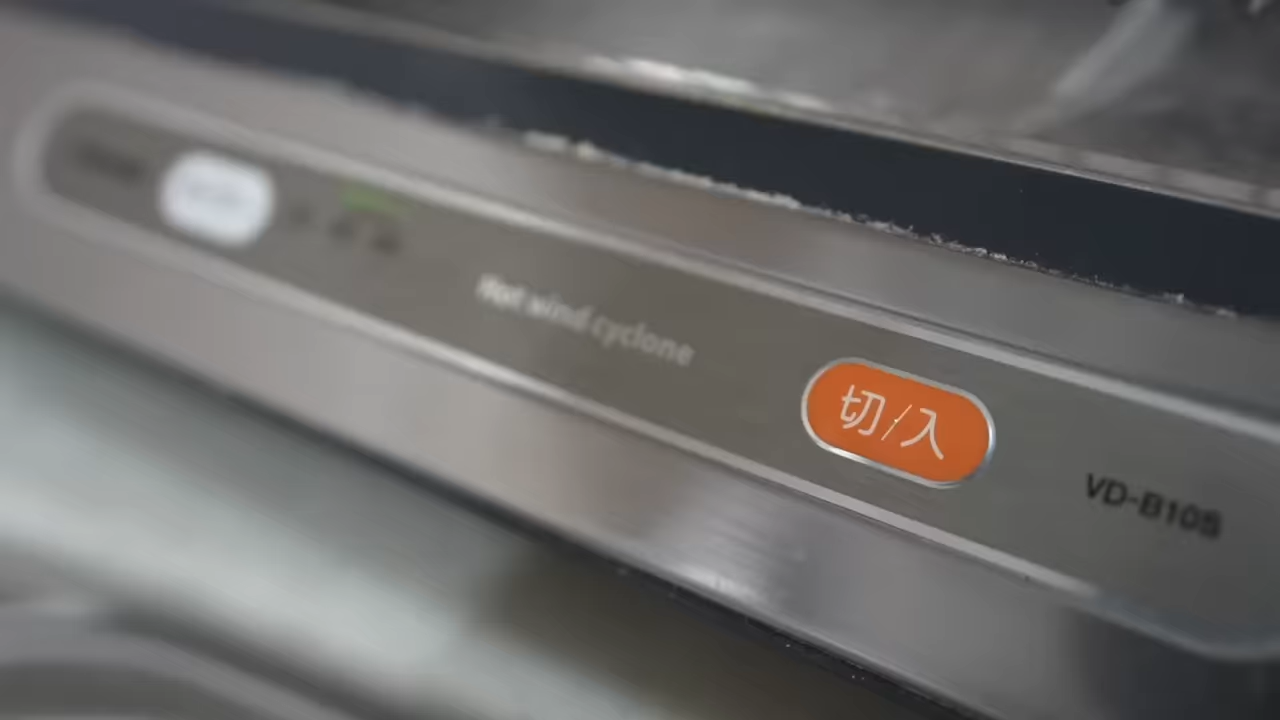 Hot wind cyclone
切/入
VD-B10S